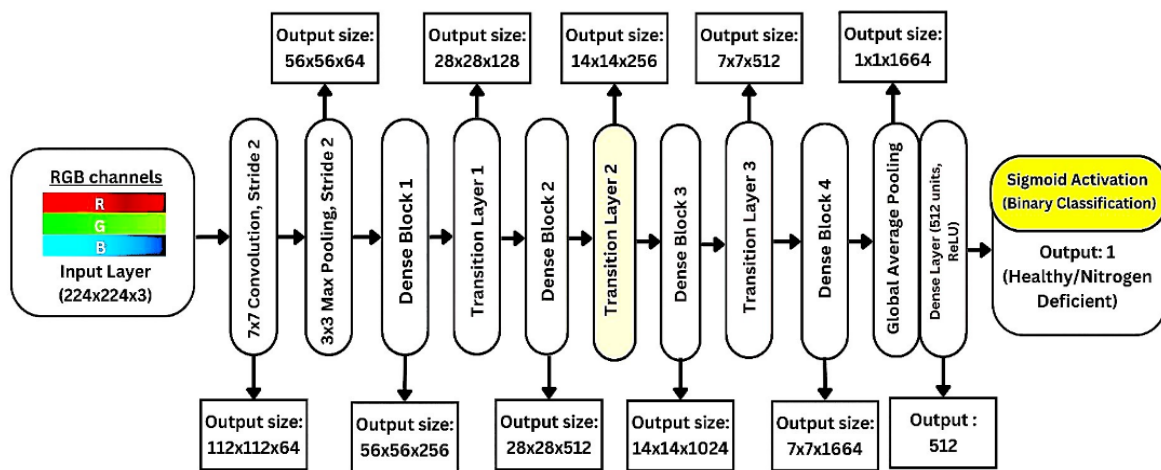 Output size:
56x56x64
Output size:
28x28x128
Output size:
14x14x256
Output size:
7x7x512
Output size:
1x1x1664
RGB channels
R
G
B
Input Layer
(224x224x3)
7x7 Convolution, Stride 2
3x3 Max Pooling, Stride 2
Dense Block 1
Transition Layer 1
Dense Block 2
Transition Layer 2
Dense Block 3
Transition Layer 3
Dense Block 4
Global Average Pooling
Dense Layer (512 units,
ReLU)
Sigmoid Activation
(Binary Classification)
Output: 1
(Healthy/Nitrogen
Deficient)
Output size:
112x112x64
Output size:
56x56x256
Output size:
28x28x512
Output size:
14x14x1024
Output size:
7x7x1664
Output :
512